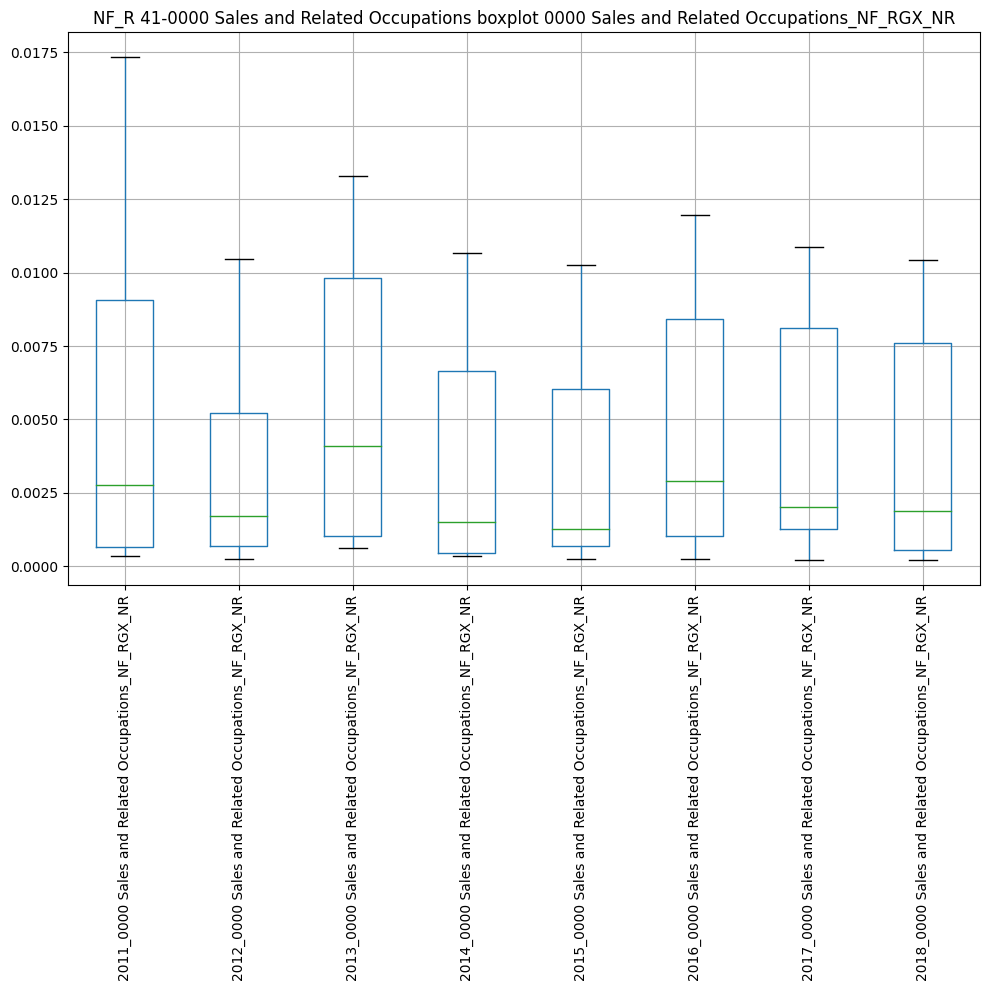 NF_R 41-0000 Sales and Related Occupations boxplot 0000 Sales and Related Occupations_NF_RGX_NR
0.0175
0.0150
0.0125
0.0100
0.0075
0.0050
0.0025
0.0000
2011_0000 Sales and Related Occupations_NF_RGX_NR
2012_0000 Sales and Related Occupations_NF_RGX_NR
2013_0000 Sales and Related Occupations_NF_RGX_NR
2014_0000 Sales and Related Occupations_NF_RGX_NR
2015_0000 Sales and Related Occupations_NF_RGX_NR
2016_0000 Sales and Related Occupations_NF_RGX_NR
2017_0000 Sales and Related Occupations_NF_RGX_NR
2018_0000 Sales and Related Occupations_NF_RGX_NR